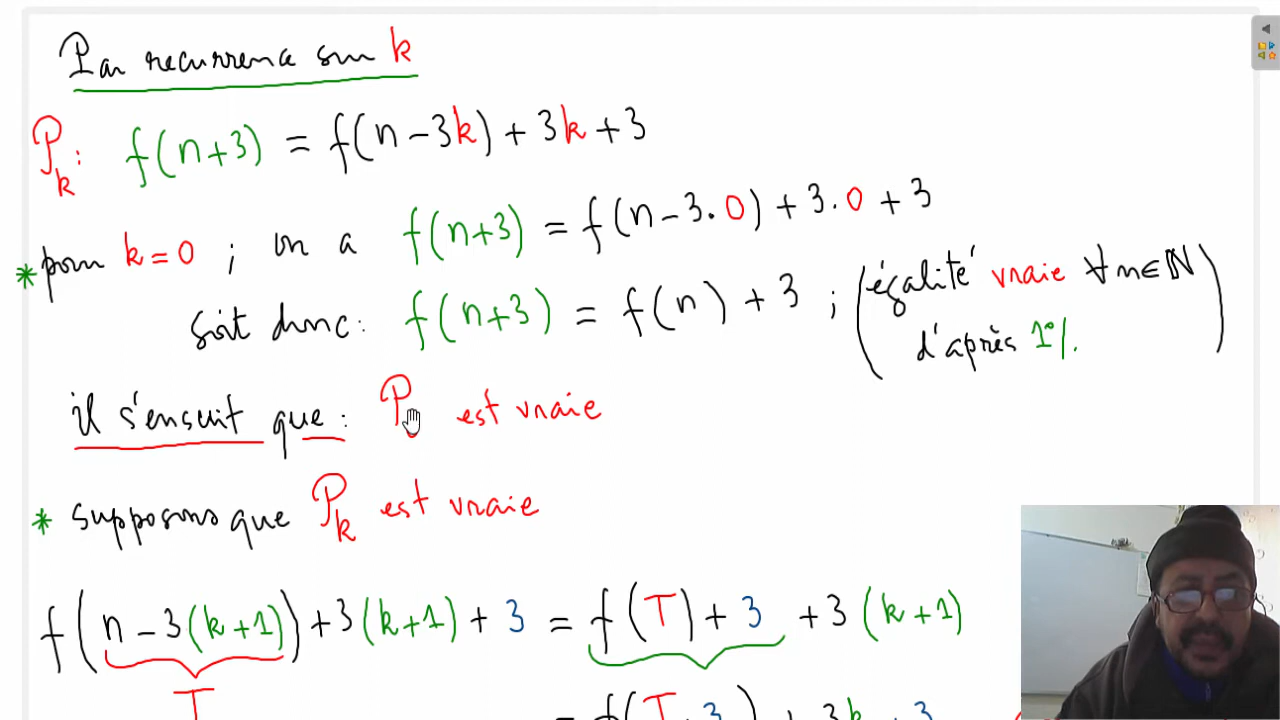 Par recurrence sur k
P_k: f(n+3) = f(n-3k) + 3k + 3
* pour k=0 ; on a f(n+3) = f(n-3.0) + 3.0 + 3
soit donc: f(n+3) = f(n) + 3 ; (égalité vraie ∀n∈ℕ
d'après 1°/.)
il s'ensuit que: P est vraie
* supposons que P_k est vraie
f(n-3(k+1)) + 3(k+1) + 3 = f(T) + 3 + 3(k+1)
T